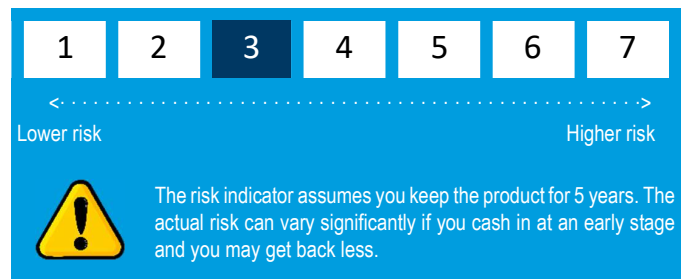 1 2 3 4 5 6 7
<·············································>
Lower risk Higher risk
!
The risk indicator assumes you keep the product for 5 years. The
actual risk can vary significantly if you cash in at an early stage
and you may get back less.